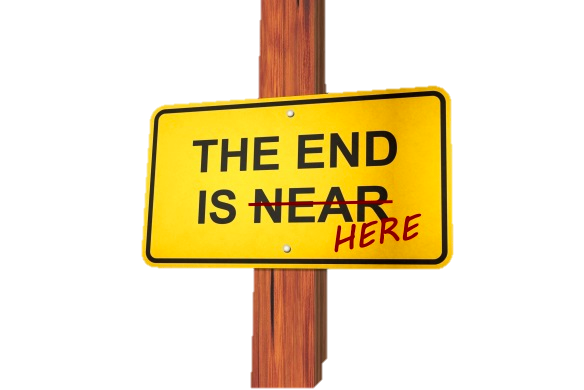 THE END
IS NEAR
HERE